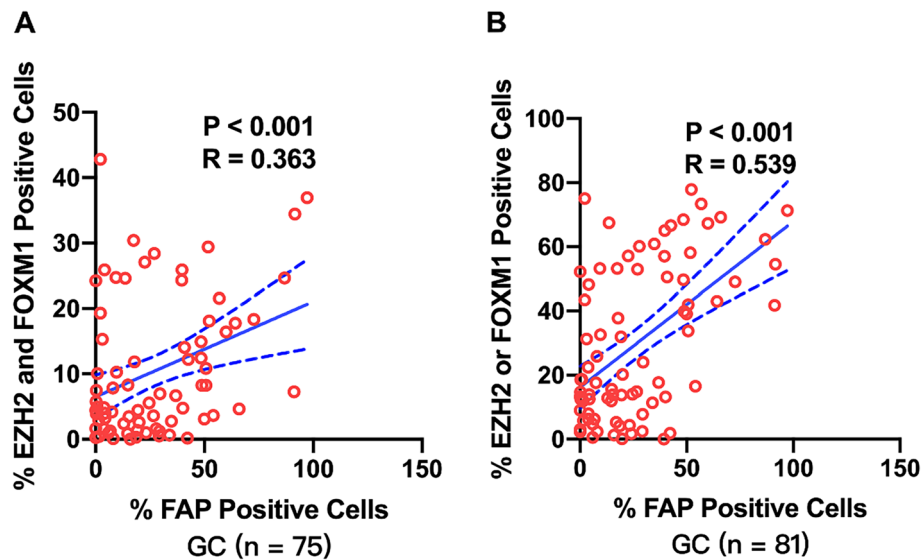 A
% EZH2 and FOXM1 Positive Cells
50
40
30
20
10
0
P < 0.001
R = 0.363
0
50
100
150
% FAP Positive Cells
GC (n = 75)
B
% EZH2 or FOXM1 Positive Cells
100
80
60
40
20
0
P < 0.001
R = 0.539
0
50
100
150
% FAP Positive Cells
GC (n = 81)